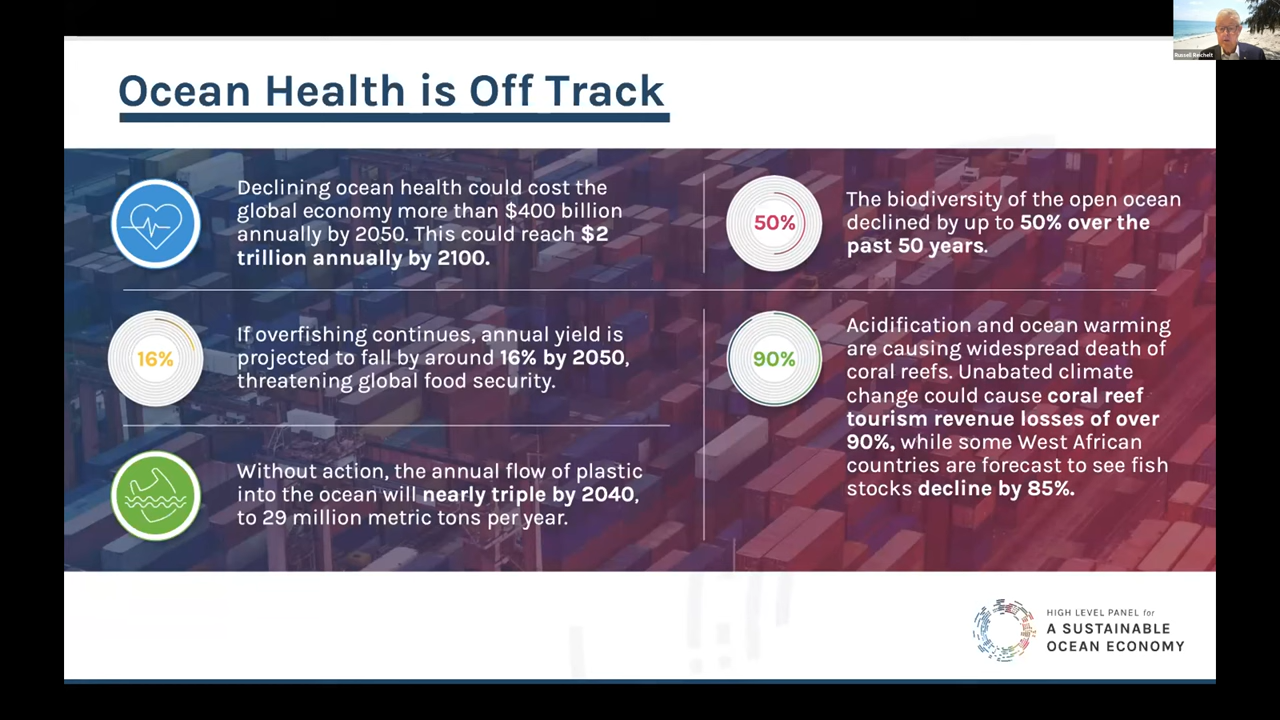 Ocean Health is Off Track
Russell Reichelt
Declining ocean health could cost the
global economy more than $400 billion
annually by 2050. This could reach $2
trillion annually by 2100.
50%
The biodiversity of the open ocean
declined by up to 50% over the
past 50 years.
16%
If overfishing continues, annual yield is
projected to fall by around 16% by 2050,
threatening global food security.
90%
Acidification and ocean warming
are causing widespread death of
coral reefs. Unabated climate
change could cause coral reef
tourism revenue losses of over
90%, while some West African
countries are forecast to see fish
stocks decline by 85%.
Without action, the annual flow of plastic
into the ocean will nearly triple by 2040,
to 29 million metric tons per year.
HIGH LEVEL PANEL for
A SUSTAINABLE
OCEAN ECONOMY